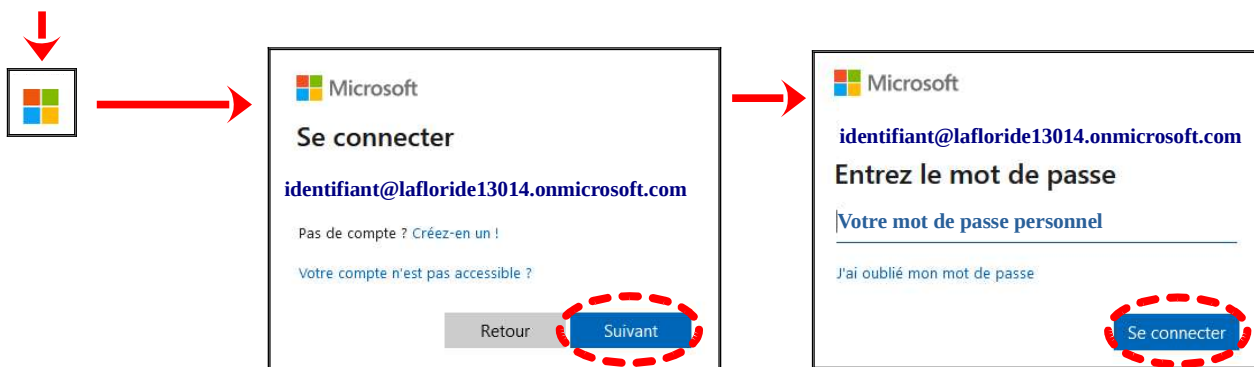 Microsoft
Se connecter
identifiant@lafloride13014.onmicrosoft.com
Pas de compte ? Créez-en un !
Votre compte n'est pas accessible ?
Retour
Suivant
Microsoft
identifiant@lafloride13014.onmicrosoft.com
Entrez le mot de passe
Votre mot de passe personnel
J'ai oublié mon mot de passe
Se connecter